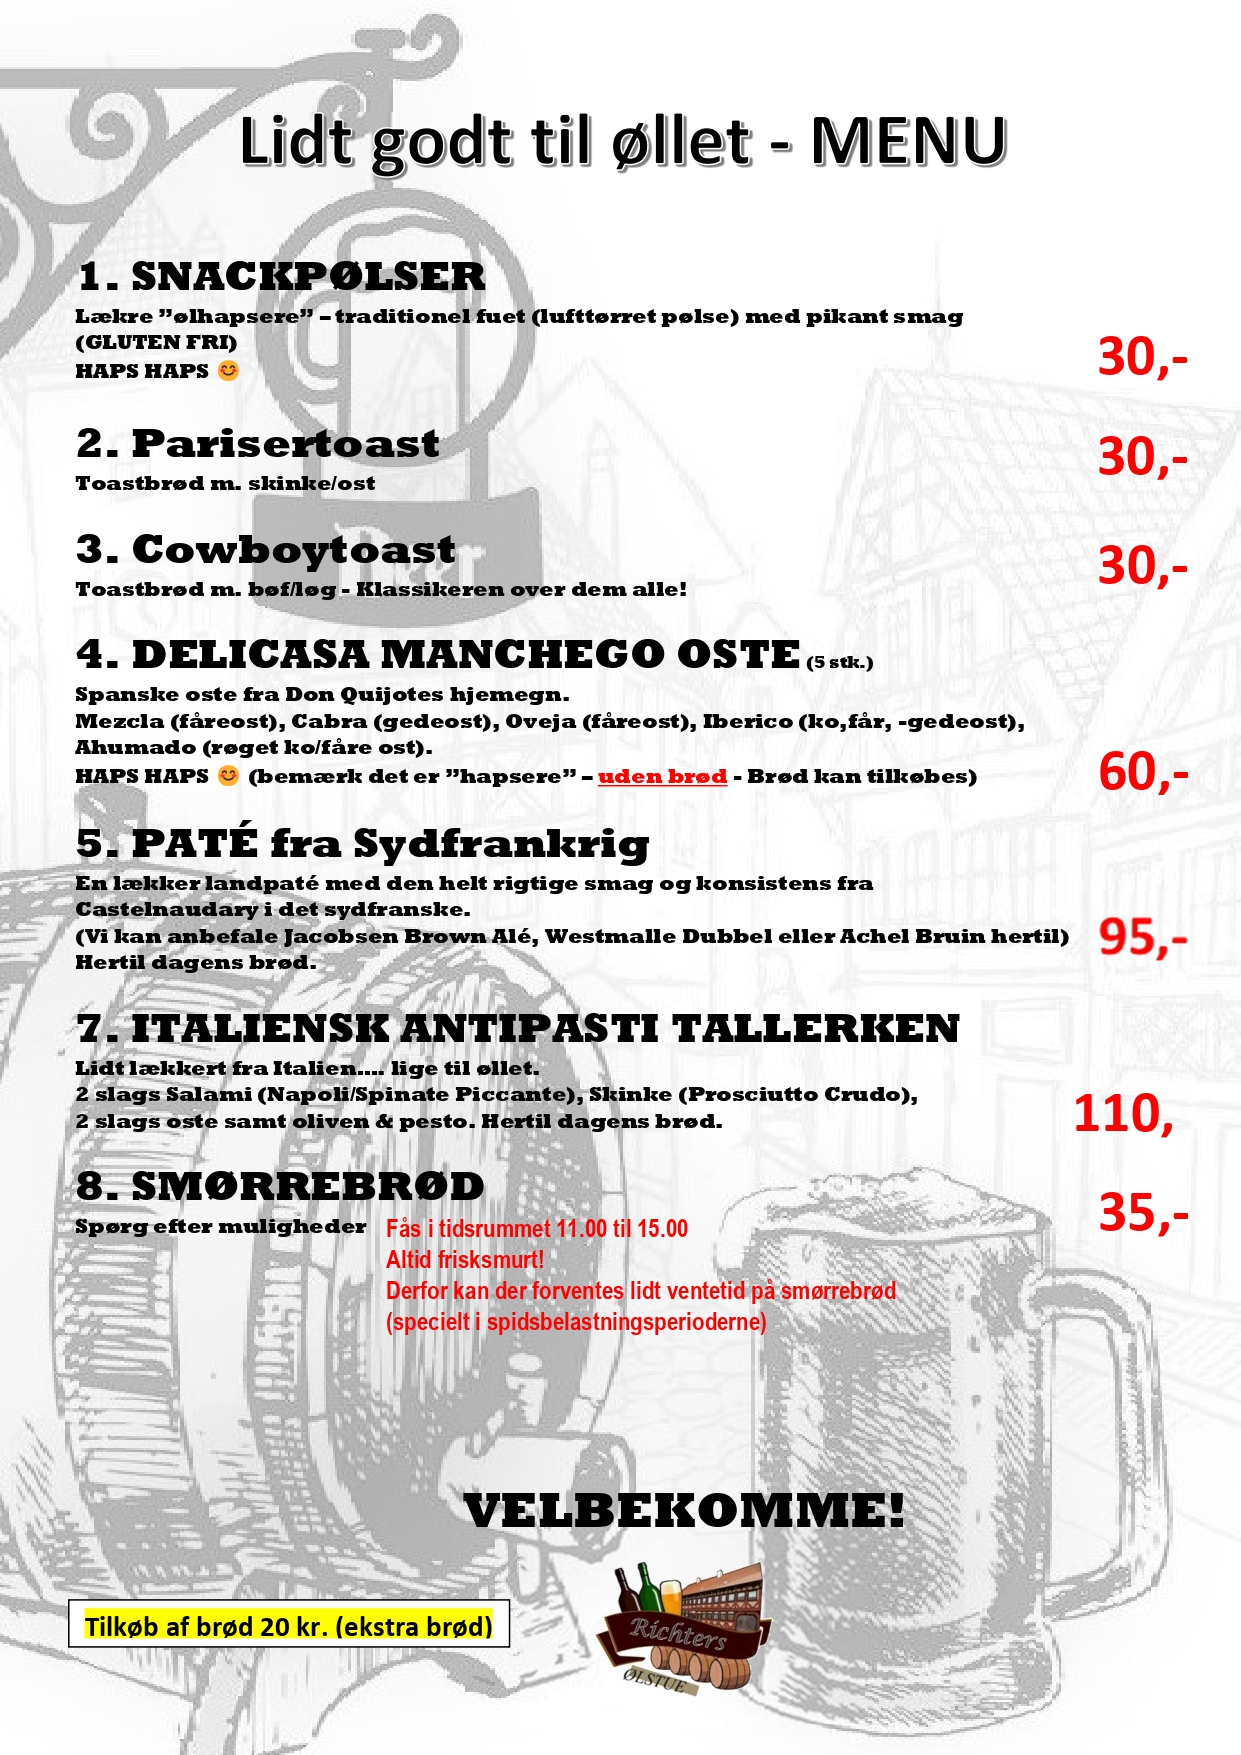 Lidt godt til øllet - MENU
1. SNACKPØLSER
Lækre ”ølhapsere” – traditionel fuet (lufttørret pølse) med pikant smag
(GLUTEN FRI)
HAPS HAPS 😊
30,-
2. Parisertoast
30,-
Toastbrød m. skinke/ost
3. Cowboytoast
30,-
Toastbrød m. bøf/løg - Klassikeren over dem alle!
4. DELICASA MANCHEGO OSTE (5 stk.)
Spanske oste fra Don Quijotes hjemegn.
Mezcla (fåreost), Cabra (gedeost), Oveja (fåreost), Iberico (ko,får, -gedeost),
Ahumado (røget ko/fåre ost).
HAPS HAPS 😊 (bemærk det er ”hapsere” – uden brød - Brød kan tilkøbes)
60,-
5. PATÉ fra Sydfrankrig
En lækker landpaté med den helt rigtige smag og konsistens fra
Castelnaudary i det sydfranske.
(Vi kan anbefale Jacobsen Brown Alé, Westmalle Dubbel eller Achel Bruin hertil)
95,-
Hertil dagens brød.
7. ITALIENSK ANTIPASTI TALLERKEN
Lidt lækkert fra Italien.... lige til øllet.
2 slags Salami (Napoli/Spinate Piccante), Skinke (Prosciutto Crudo),
2 slags oste samt oliven & pesto. Hertil dagens brød.
110,
8. SMØRREBRØD
35,-
Spørg efter muligheder
Fås i tidsrummet 11.00 til 15.00
Altid frisksmurt!
Derfor kan der forventes lidt ventetid på smørrebrød
(specielt i spidsbelastningsperioderne)
VELBEKOMME!
Tilkøb af brød 20 kr. (ekstra brød)
Richters
ØLSTUE